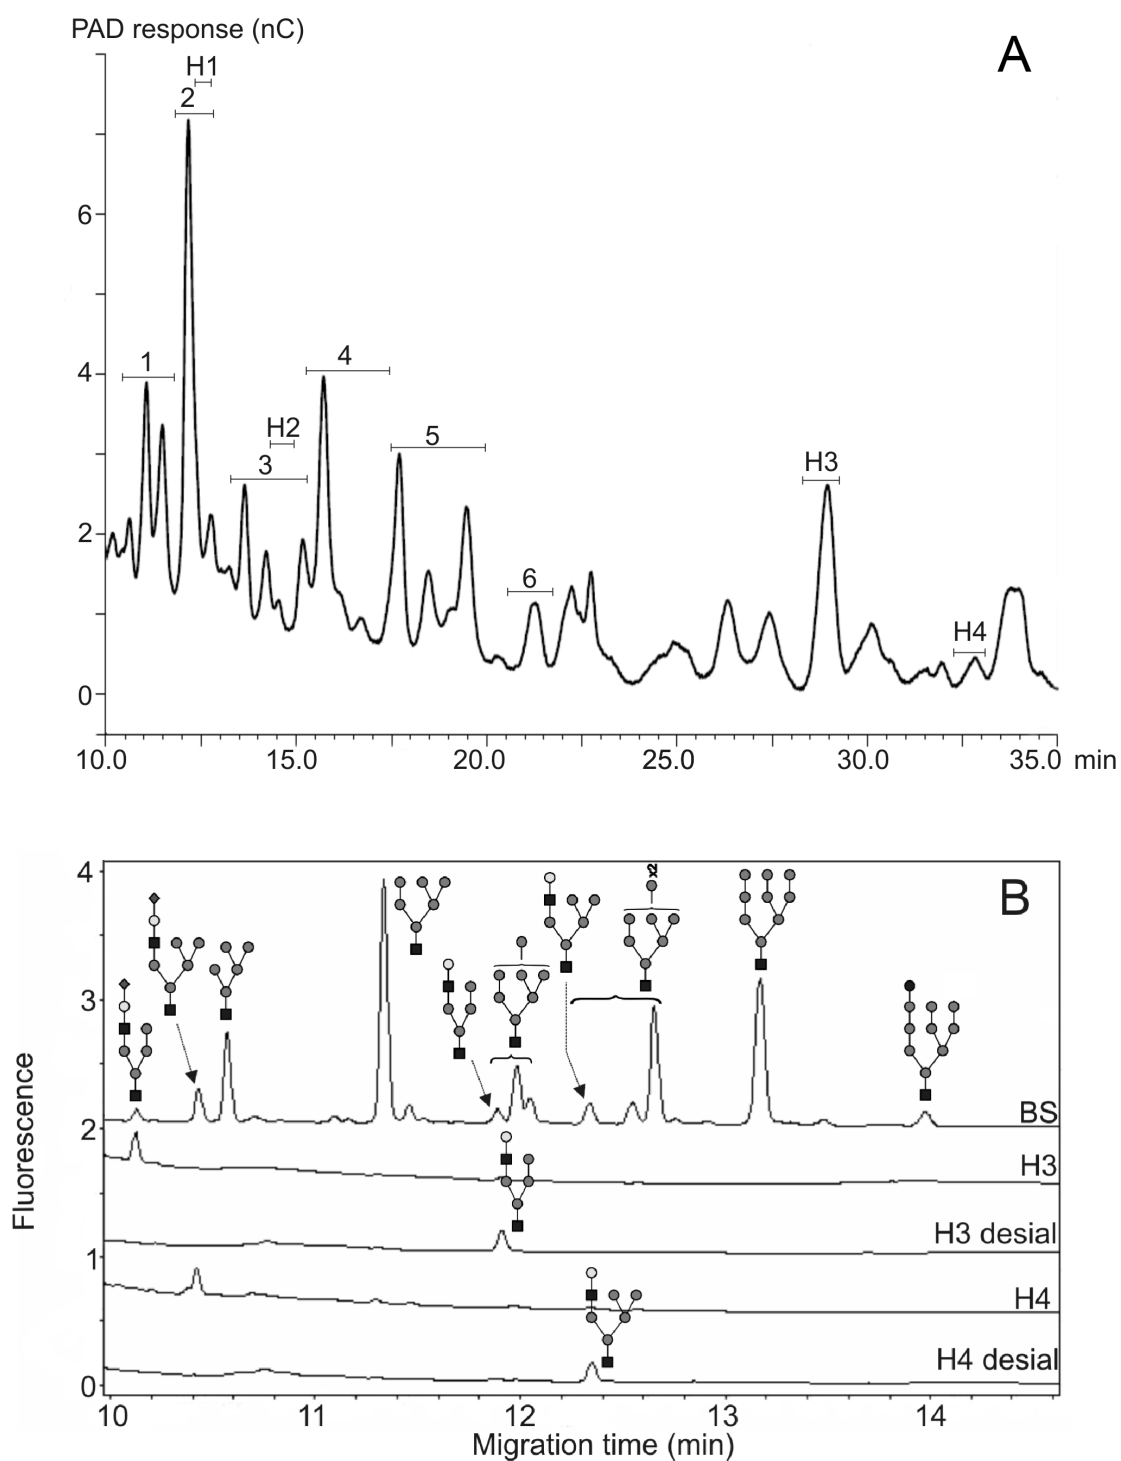 PAD response (nC)
A
H1
2
6
1
4
4
H2
3
5
H3
2
6
H4
0
10.0 15.0 20.0 25.0 30.0 35.0 min
4
B
x2
3
BS
2
H3
H3 desial
1
H4
H4 desial
0
Fluorescence
10 11 12 13 14
Migration time (min)